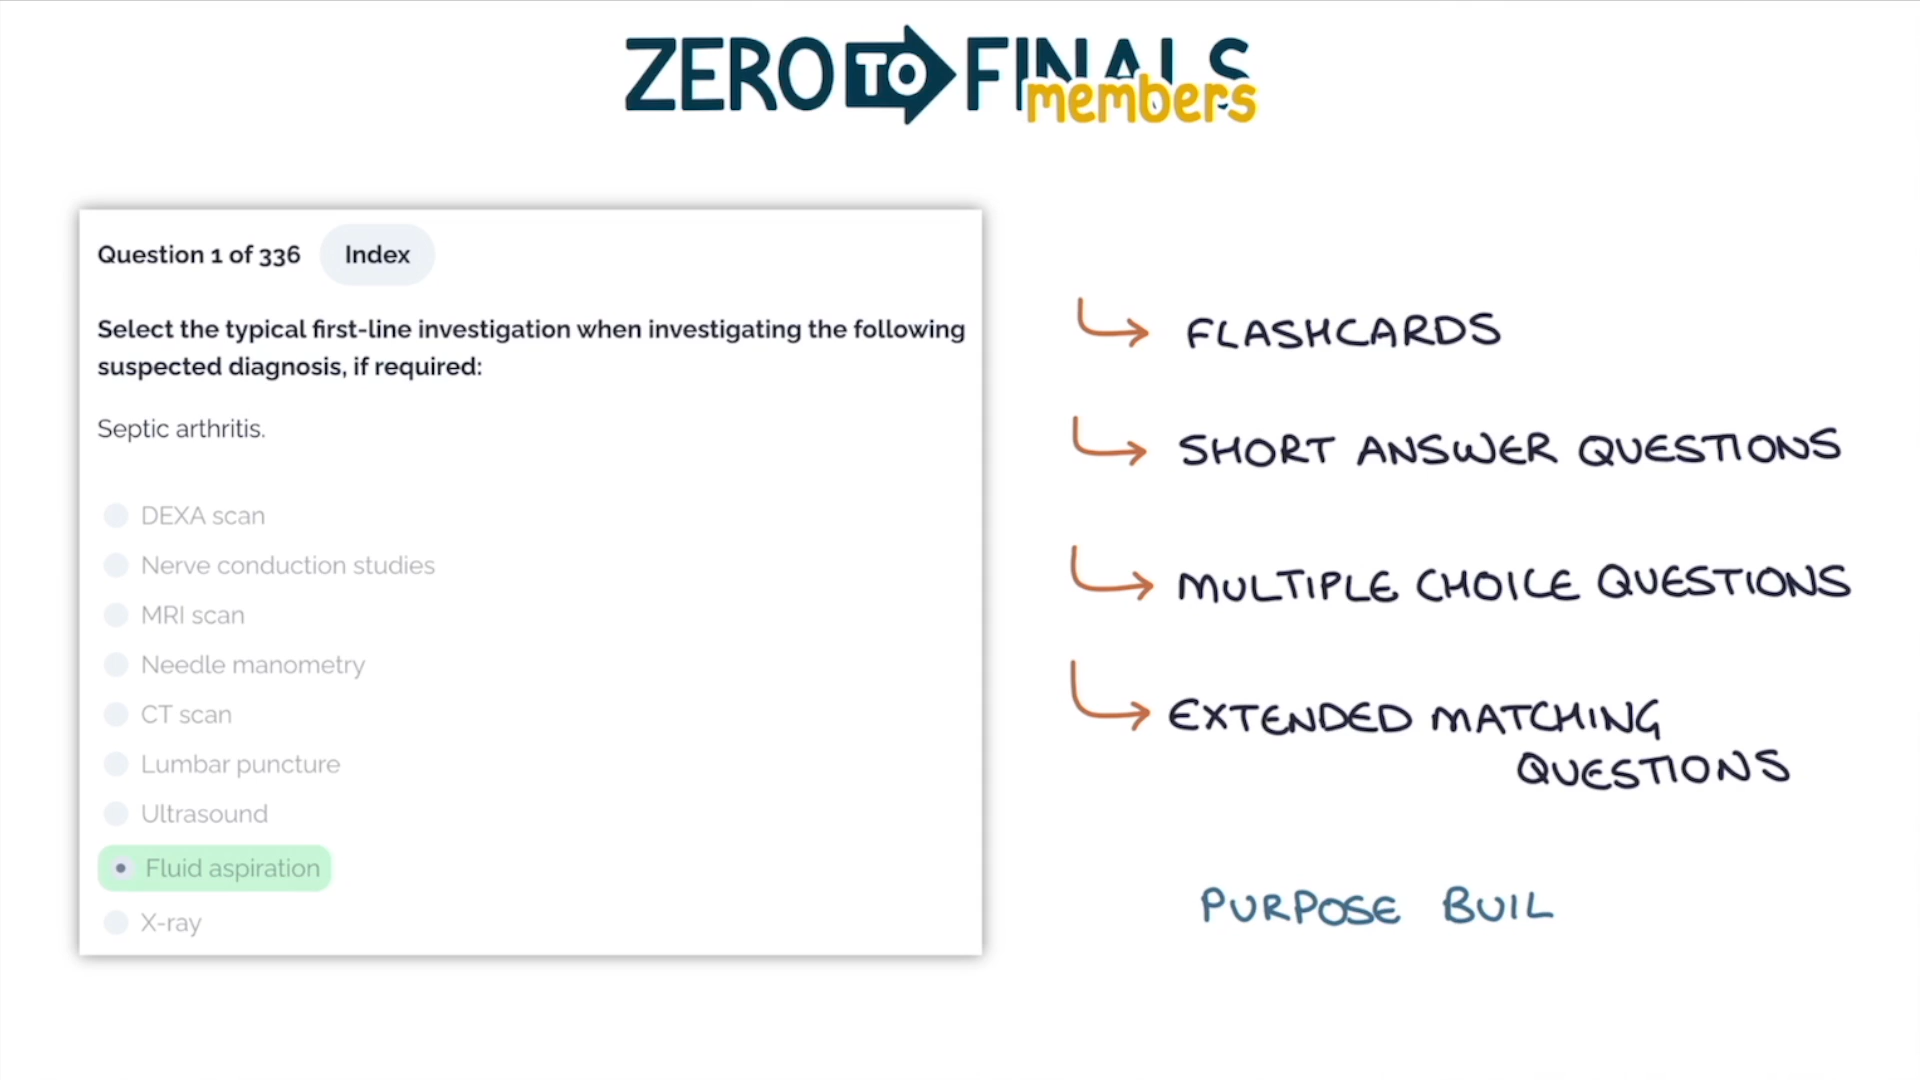 ZERO TO FINALS
members
Question 1 of 336
Index
Select the typical first-line investigation when investigating the following
suspected diagnosis, if required:
Septic arthritis.
DEXA scan
Nerve conduction studies
MRI scan
Needle manometry
CT scan
Lumbar puncture
Ultrasound
Fluid aspiration
X-ray
FLASHCARDS
SHORT ANSWER QUESTIONS
MULTIPLE CHOICE QUESTIONS
EXTENDED MATCHING
QUESTIONS
PURPOSE BUIL